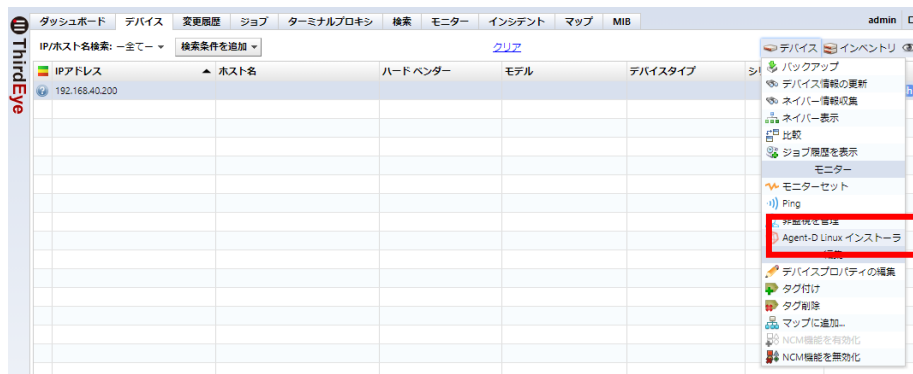 ThirdEye
ダッシュボード デバイス 変更履歴 ジョブ ターミナルプロキシ 検索 モニター インシデント マップ MIB admin
IP/ホスト名検索: ー全てー 検索条件を追加 クリア デバイス インベントリ
IPアドレス ホスト名 ハードベンダー モデル デバイスタイプ シリ
192.168.40.200
バックアップ
デバイス情報の更新
ネイバー情報収集
ネイバー表示
比較
ジョブ履歴を表示
モニター
モニターセット
Ping
非監視を管理
Agent-D Linux インストーラ
編集
デバイスプロパティの編集
タグ付け
タグ削除
マップに追加...
NCM機能を有効化
NCM機能を無効化